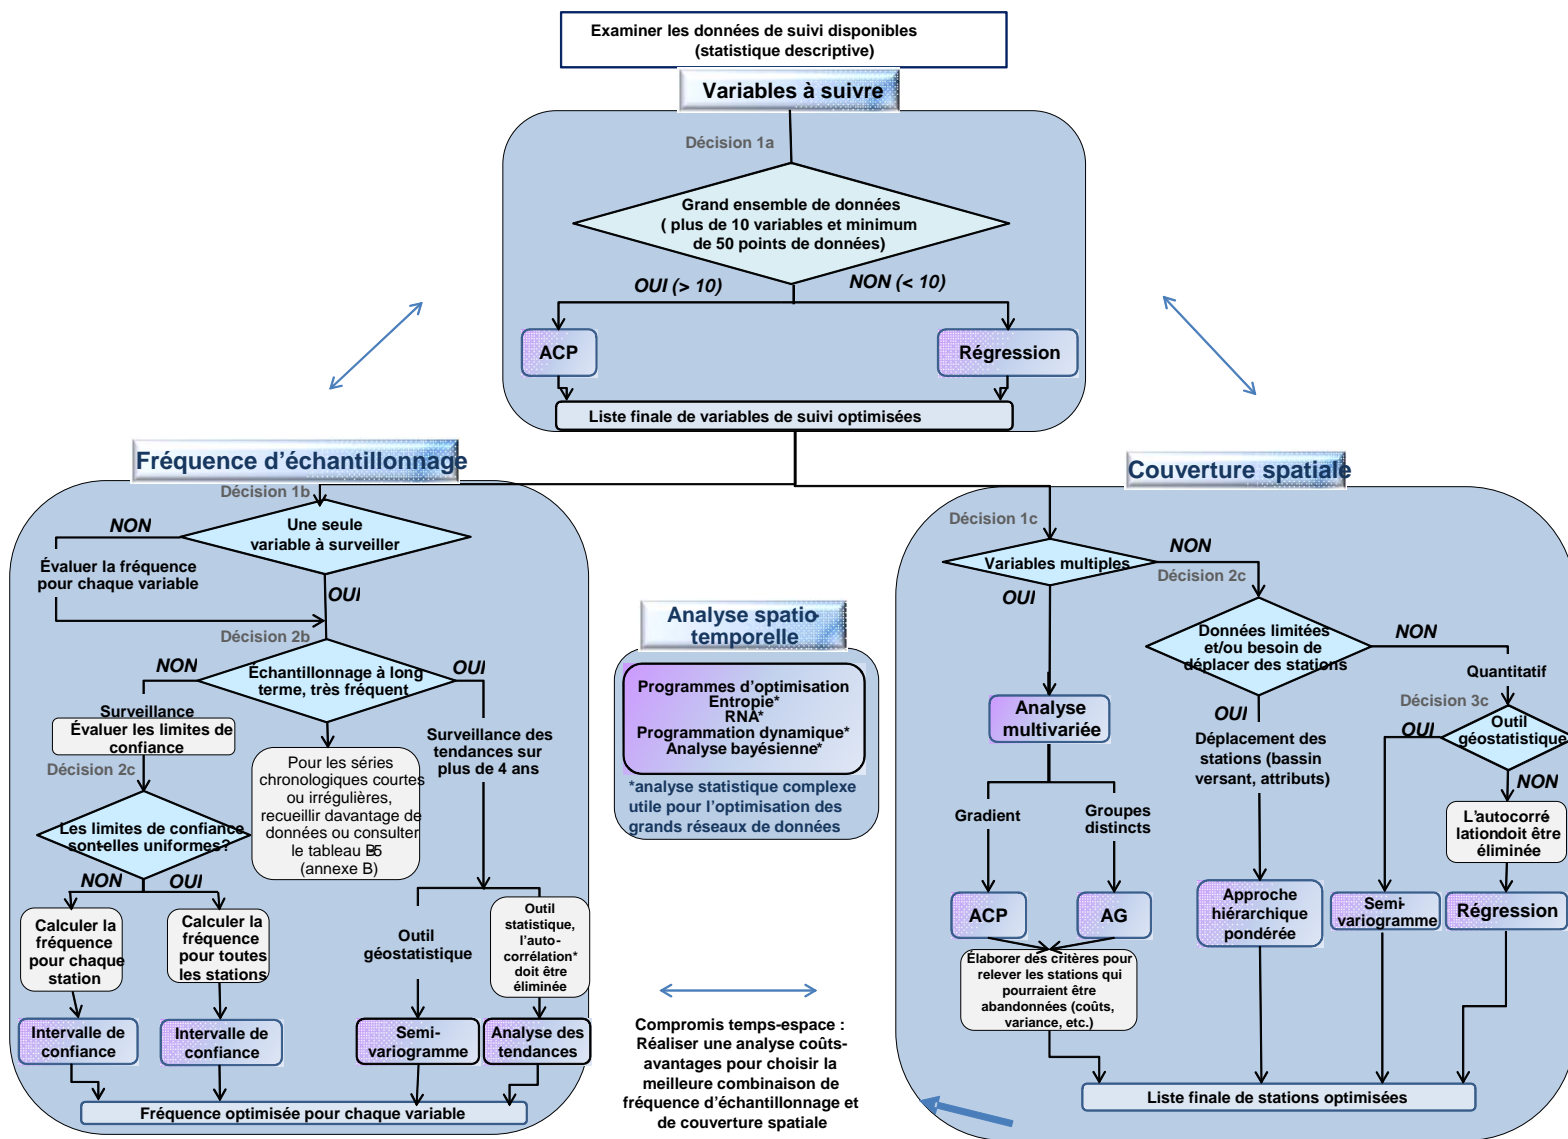 Examiner les données de suivi disponibles
(statistique descriptive)
Variables à suivre
Décision 1a
Grand ensemble de données
( plus de 10 variables et minimum
de 50 points de données)
OUI (> 10)
NON (< 10)
ACP
Régression
Liste finale de variables de suivi optimisées
Fréquence d’échantillonnage
Décision 1b
Une seule
variable à surveiller
NON
Évaluer la fréquence
pour chaque variable
OUI
Décision 2b
Échantillonnage à long
terme, très fréquent
NON
OUI
Surveillance
Évaluer les limites de
confiance
Décision 2c
Les limites de confiance
sont-elles uniformes?
NON
OUI
Calculer la
fréquence
pour chaque
station
Calculer la
fréquence
pour toutes
les stations
Pour les séries
chronologiques courtes
ou irrégulières,
recueillir davantage de
données ou consulter
le tableau B-5
(annexe B)
Surveillance des
tendances sur
plus de 4 ans
Outil
géostatistique
Outil
statistique,
l’auto-
corrélation*
doit être
éliminée
Intervalle de
confiance
Intervalle de
confiance
Semi-
variogramme
Analyse des
tendances
Fréquence optimisée pour chaque variable
Analyse spatio-
temporelle
Programmes d’optimisation
Entropie*
RNA*
Programmation dynamique*
Analyse bayésienne*
*analyse statistique complexe
utile pour l’optimisation des
grands réseaux de données
Compromis temps-espace :
Réaliser une analyse coûts-
avantages pour choisir la
meilleure combinaison de
fréquence d’échantillonnage et
de couverture spatiale
Couverture spatiale
Décision 1c
Variables multiples
NON
OUI
Décision 2c
Données limitées
et/ou besoin de
déplacer des stations
NON
Quantitatif
Décision 3c
OUI
Outil
géostatistique
OUI
NON
Analyse
multivariée
Déplacement des
stations (bassin
versant, attributs)
L'autocorré
lationdoit être
éliminée
Gradient
Groupes
distincts
ACP
AG
Approche
hiérarchique
pondérée
Semi-
variogramme
Régression
Élaborer des critères pour
relever les stations qui
pourraient être
abandonnées (coûts,
variance, etc.)
Liste finale de stations optimisées